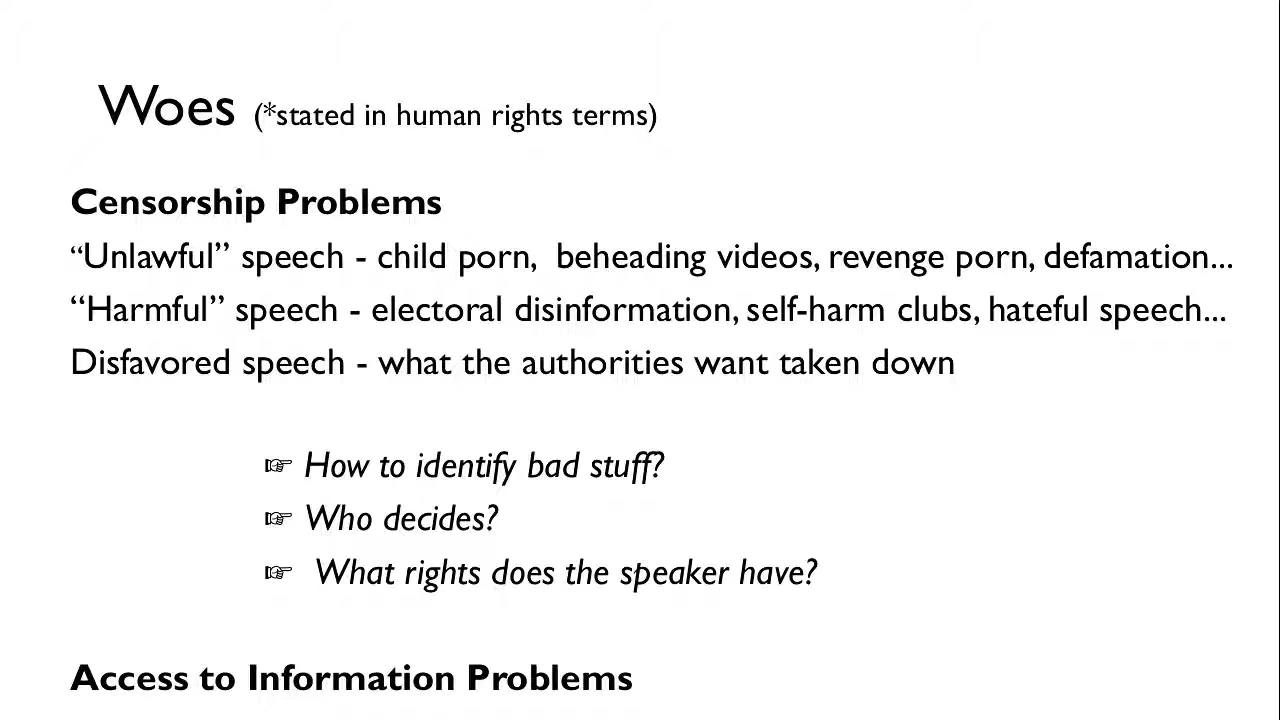 Woes (*stated in human rights terms)
Censorship Problems
“Unlawful” speech - child porn,  beheading videos, revenge porn, defamation...
“Harmful” speech - electoral disinformation, self-harm clubs, hateful speech...
Disfavored speech - what the authorities want taken down
☞ How to identify bad stuff?
☞ Who decides?
☞  What rights does the speaker have?
Access to Information Problems